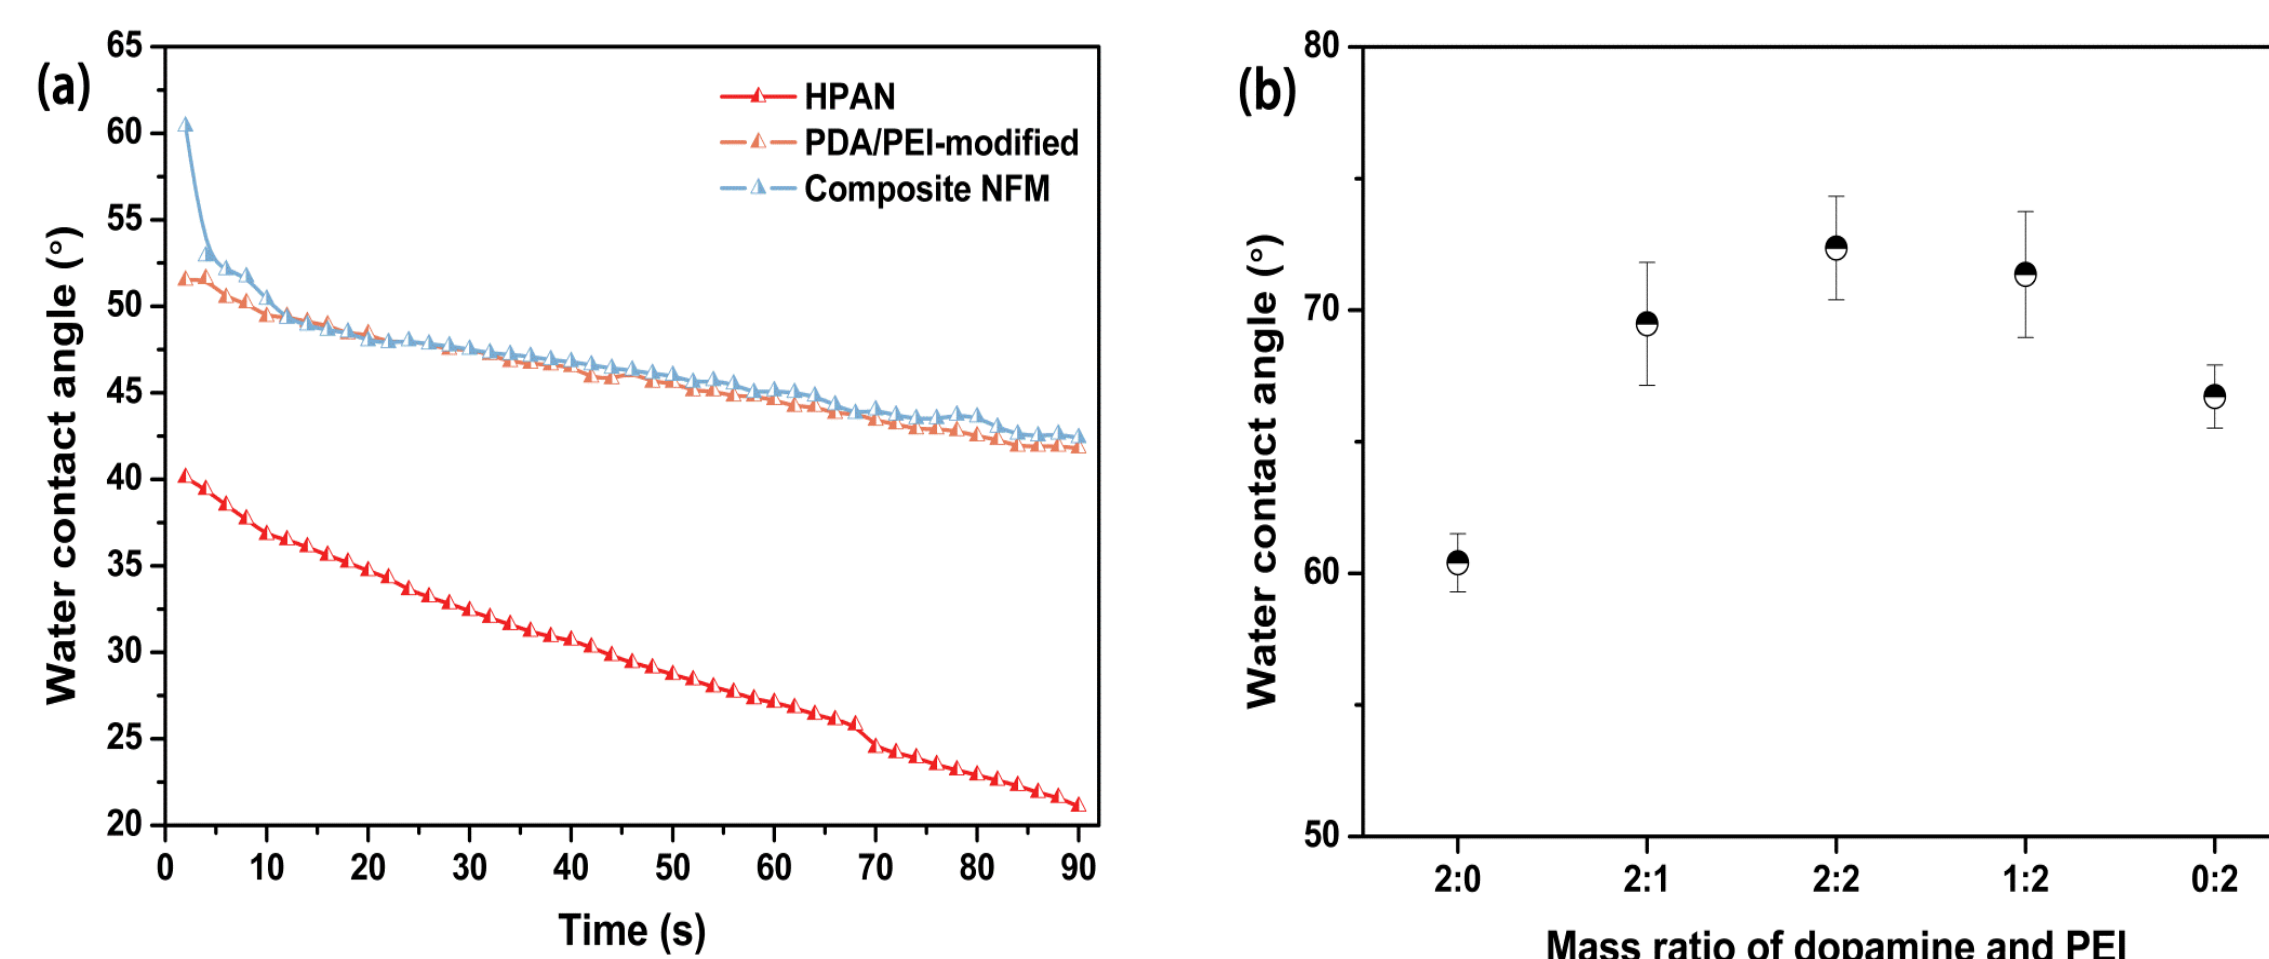 (a)
65
60
55
50
45
40
35
30
25
20
Water contact angle (°)
HPAN
PDA/PEI-modified
Composite NFM
0 10 20 30 40 50 60 70 80 90
Time (s)
(b)
80
70
60
50
Water contact angle (°)
2:0 2:1 2:2 1:2 0:2
Mass ratio of dopamine and PEI